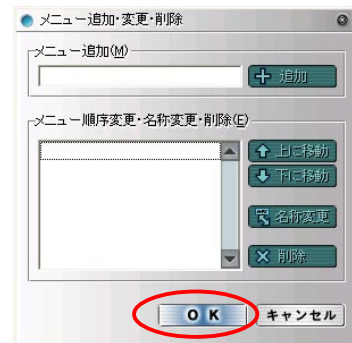 メニュー追加・変更・削除
メニュー追加(M)
追加
メニュー順序変更・名称変更・削除(E)
上に移動
下に移動
名称変更
削除
OK
キャンセル